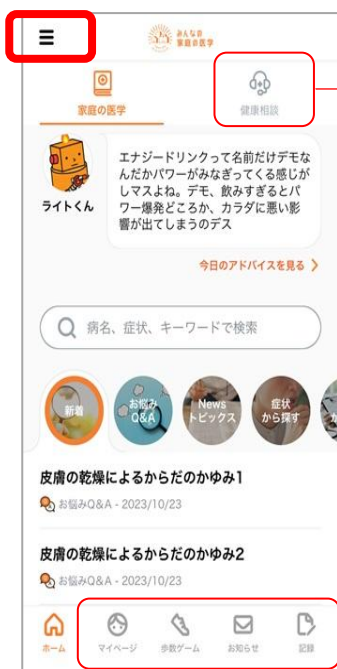 みんなの
家庭の医学
家庭の医学
健康相談
エナジードリンクって名前だけデモな
んだかパワーがみなぎってくる感じが
しマスよね。デモ、飲みすぎるとパ
ワー爆発どころか、カラダに悪い影
響が出てしまうのデス
ライトくん
今日のアドバイスを見る 〉
病名、症状、キーワードで検索
新着
お悩み
Q&A
News
トピックス
症状
から探す
か
皮膚の乾燥によるからだのかゆみ1
お悩みQ&A - 2023/10/23
皮膚の乾燥によるからだのかゆみ2
お悩みQ&A - 2023/10/23
ホーム
マイページ
歩数ゲーム
お知らせ
記録